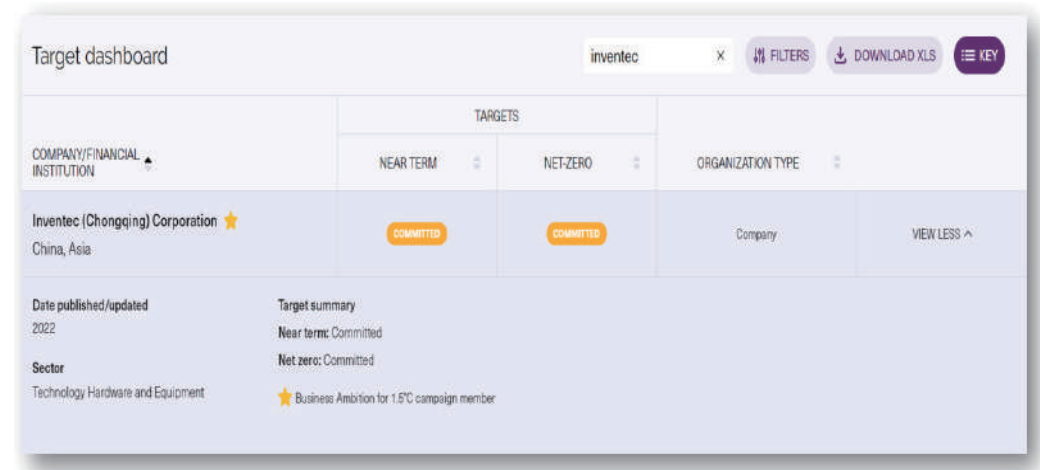 Target dashboard
inventec
×
FILTERS
DOWNLOAD XLS
KEY
TARGETS
COMPANY/FINANCIAL
INSTITUTION
NEAR TERM
NET-ZERO
ORGANIZATION TYPE
Inventec (Chongqing) Corporation
China, Asia
COMMITTED
COMMITTED
Company
VIEW LESS
Date published/updated
2022
Sector
Technology Hardware and Equipment
Target summary
Near term: Committed
Net zero: Committed
Business Ambition for 1.5°C campaign member